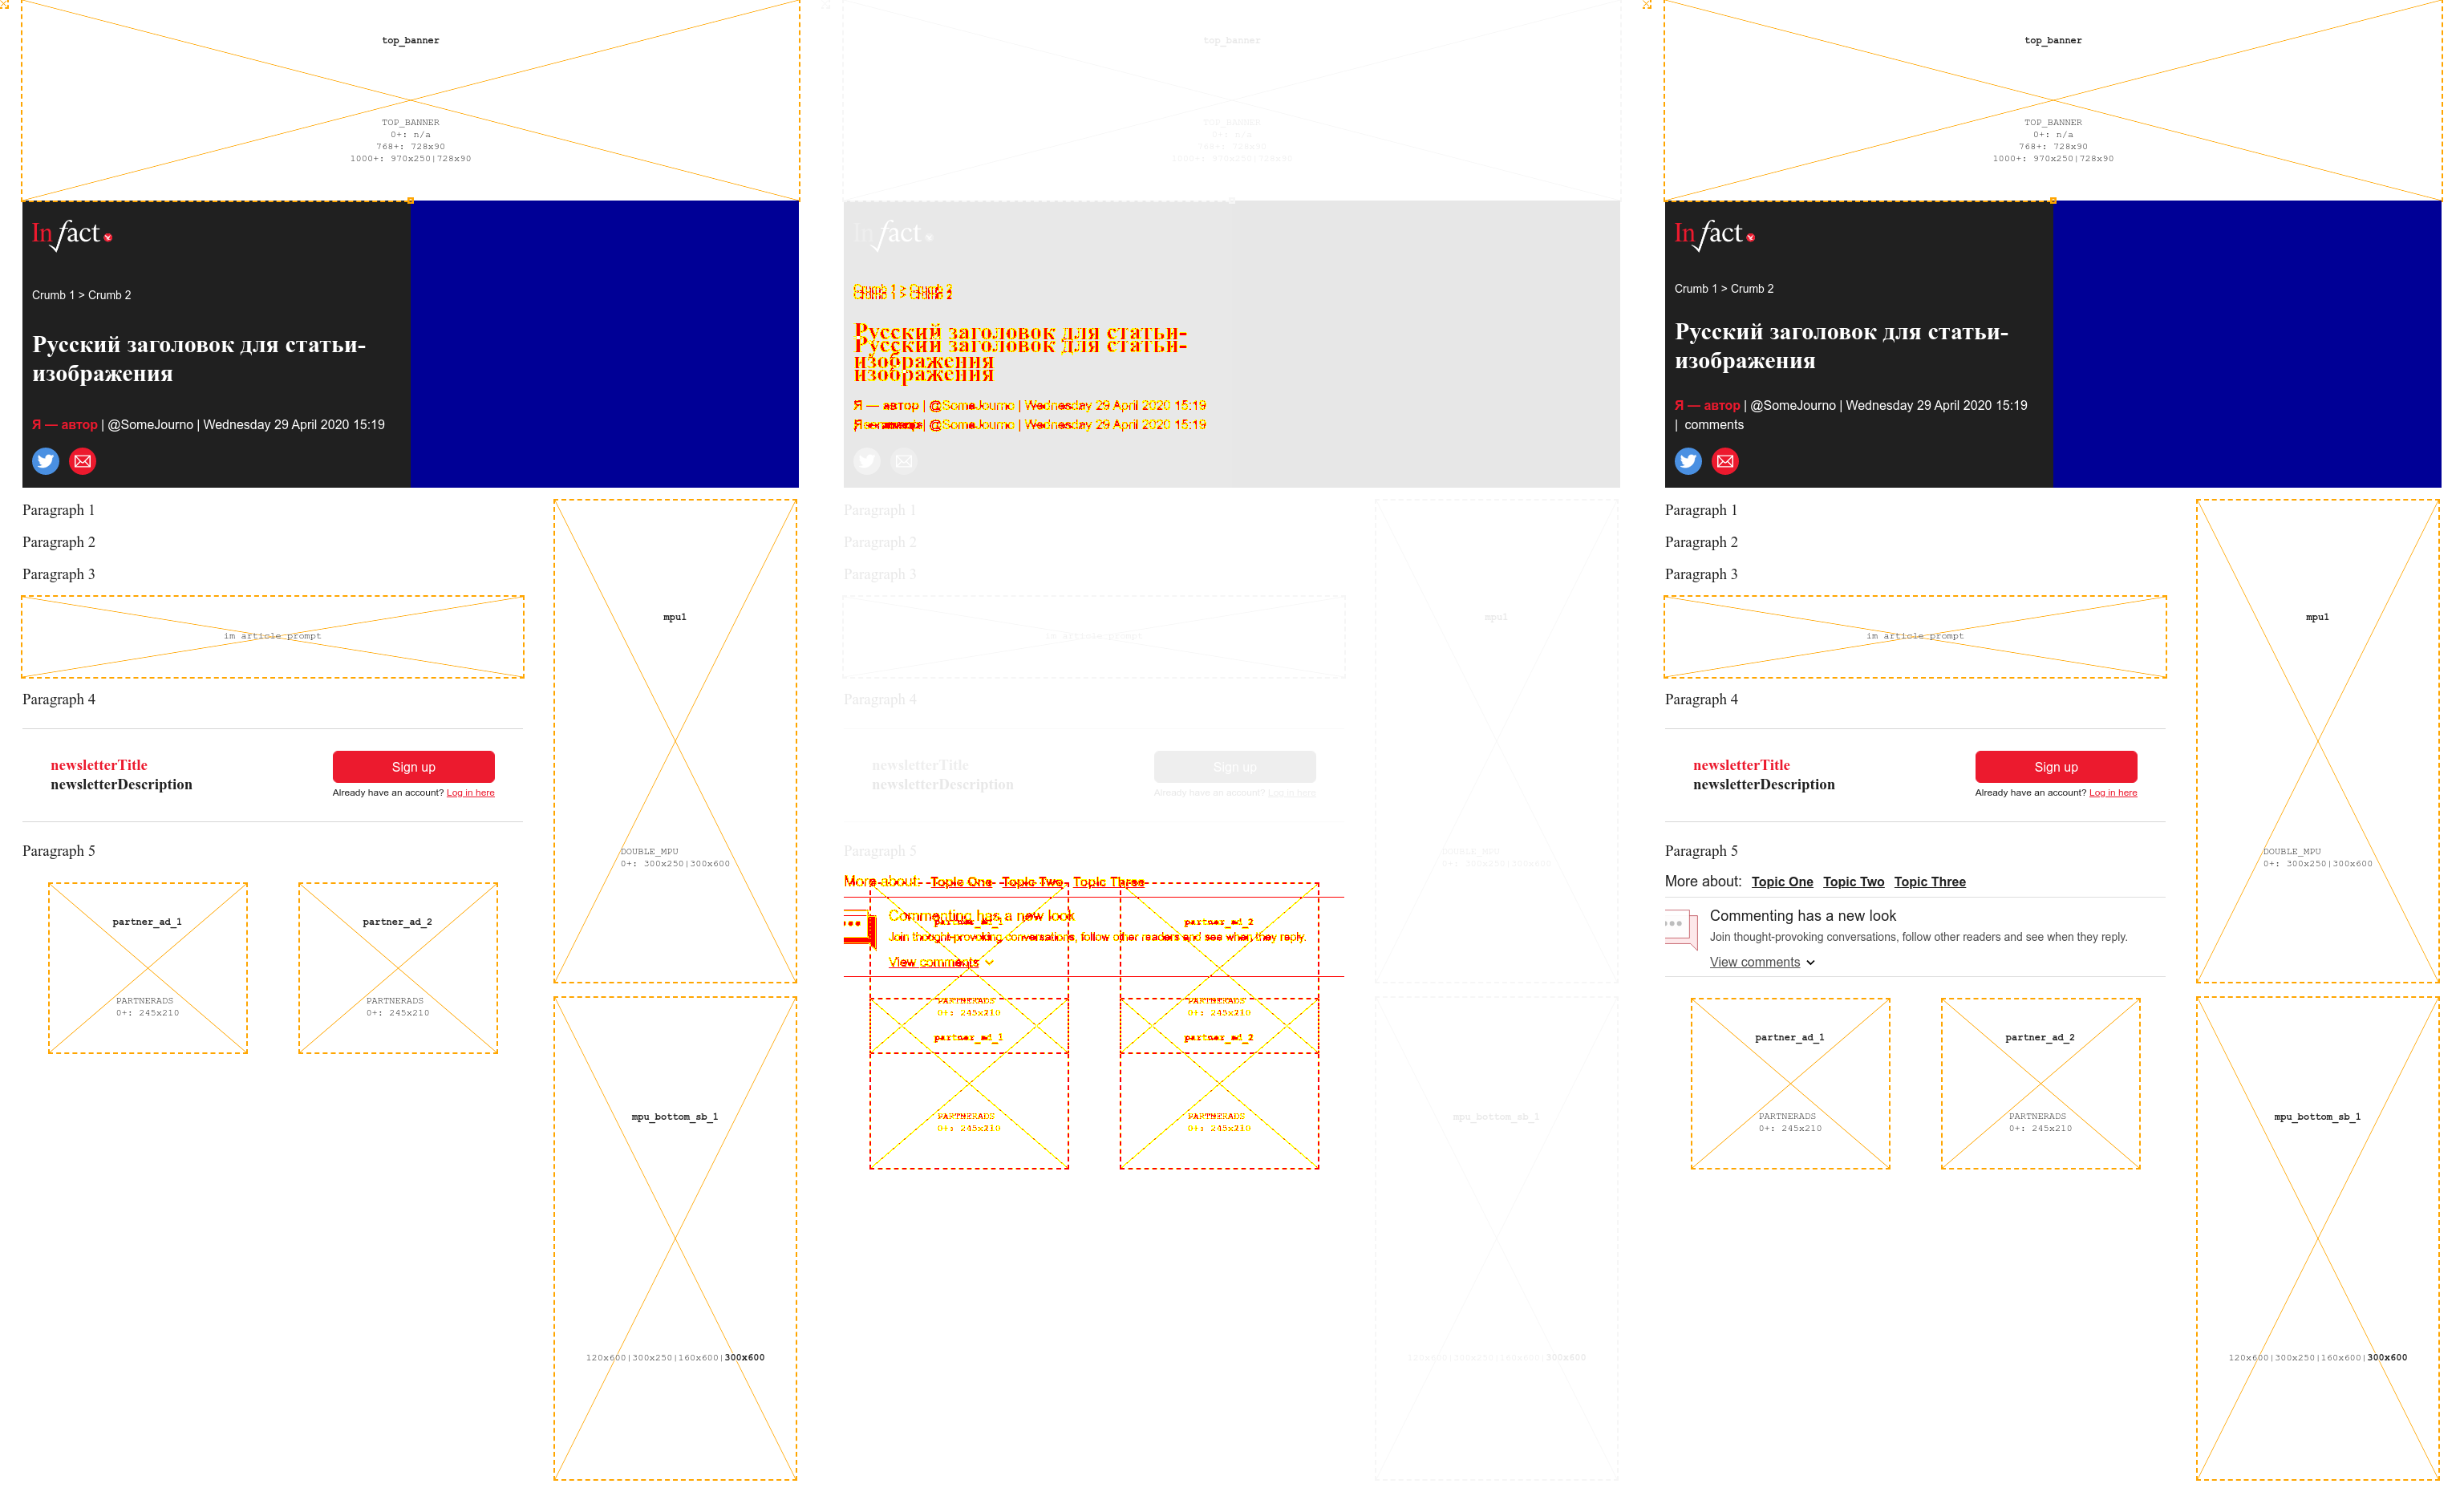 top_banner
TOP_BANNER
0+: n/a
768+: 728x90
1000+: 970x250|728x90
In fact
Crumb 1 > Crumb 2
Русский заголовок для статьи-
изображения
Я — автор | @SomeJourno | Wednesday 29 April 2020 15:19
Paragraph 1
Paragraph 2
Paragraph 3
im article prompt
Paragraph 4
newsletterTitle
newsletterDescription
Sign up
Already have an account? Log in here
Paragraph 5
partner_ad_1
PARTNERADS
0+: 245x210
partner_ad_2
PARTNERADS
0+: 245x210
mpu1
DOUBLE_MPU
0+: 300x250|300x600
mpu_bottom_sb_1
120x600|300x250|160x600|300x600
top_banner
TOP_BANNER
0+: n/a
768+: 728x90
1000+: 970x250|728x90
In fact
Crumb 1 > Crumb 2
Русский заголовок для статьи-
Русский заголовок для статьи-
изображения
изображения
Я — автор | @SomeJourno | Wednesday 29 April 2020 15:19
@SomeJourno | Wednesday 29 April 2020 15:19
Paragraph 1
Paragraph 2
Paragraph 3
im article prompt
Paragraph 4
newsletterTitle
newsletterDescription
Sign up
Already have an account? Log in here
Paragraph 5
More about: Topic One Topic Two Topic Three
Commenting has a new look
partner_ad_1
partner_ad_2
Join thought-provoking conversations, follow other readers and see when they reply.
View comments
PARTNERADS
0+: 245x210
PARTNERADS
0+: 245x210
partner_ad_1
partner_ad_2
PARTNERADS
0+: 245x210
PARTNERADS
0+: 245x210
mpu1
DOUBLE_MPU
0+: 300x250|300x600
mpu_bottom_sb_1
120x600|300x250|160x600|300x600
top_banner
TOP_BANNER
0+: n/a
768+: 728x90
1000+: 970x250|728x90
In fact
Crumb 1 > Crumb 2
Русский заголовок для статьи-
изображения
Я — автор | @SomeJourno | Wednesday 29 April 2020 15:19
| comments
Paragraph 1
Paragraph 2
Paragraph 3
im article prompt
Paragraph 4
newsletterTitle
newsletterDescription
Sign up
Already have an account? Log in here
Paragraph 5
More about: Topic One Topic Two Topic Three
Commenting has a new look
Join thought-provoking conversations, follow other readers and see when they reply.
View comments
partner_ad_1
PARTNERADS
0+: 245x210
partner_ad_2
PARTNERADS
0+: 245x210
mpu1
DOUBLE_MPU
0+: 300x250|300x600
mpu_bottom_sb_1
120x600|300x250|160x600|300x600